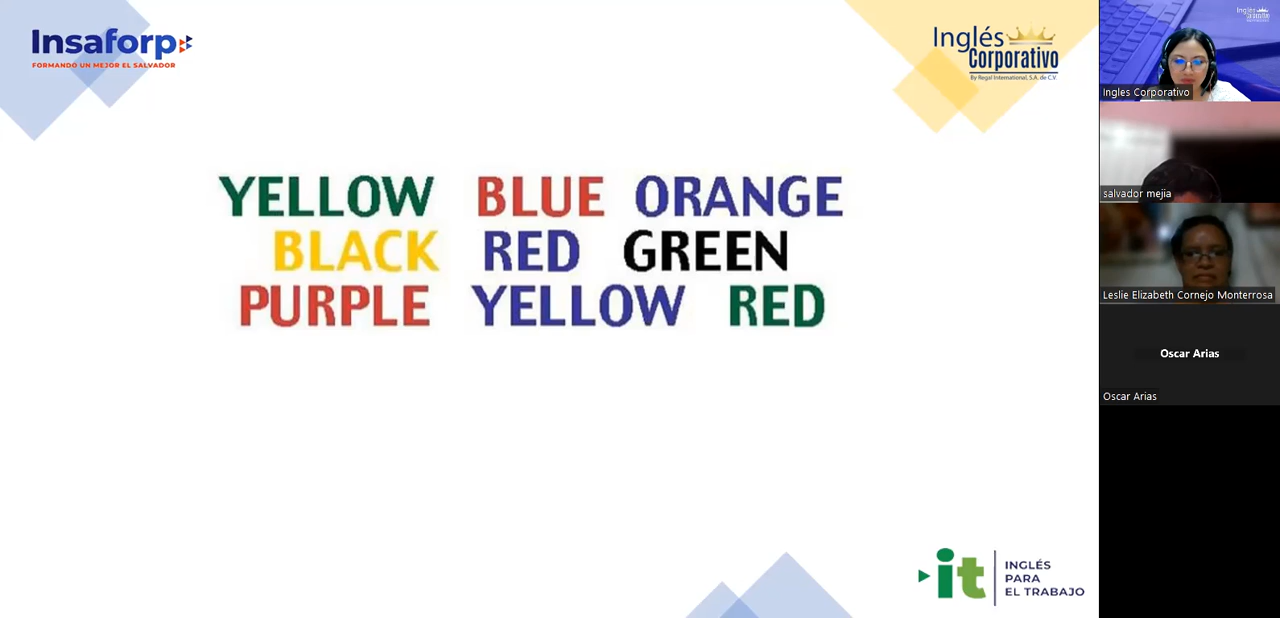 Insaforp
FORMANDO UN MEJOR EL SALVADOR
Inglés
Corporativo
By Regal International, S.A. de C.V.
YELLOW BLUE ORANGE
BLACK RED GREEN
PURPLE YELLOW RED
it
INGLÉS
PARA
EL TRABAJO
Ingles Corporativo
salvador mejia
Leslie Elizabeth Cornejo Monterrosa
Oscar Arias
Oscar Arias